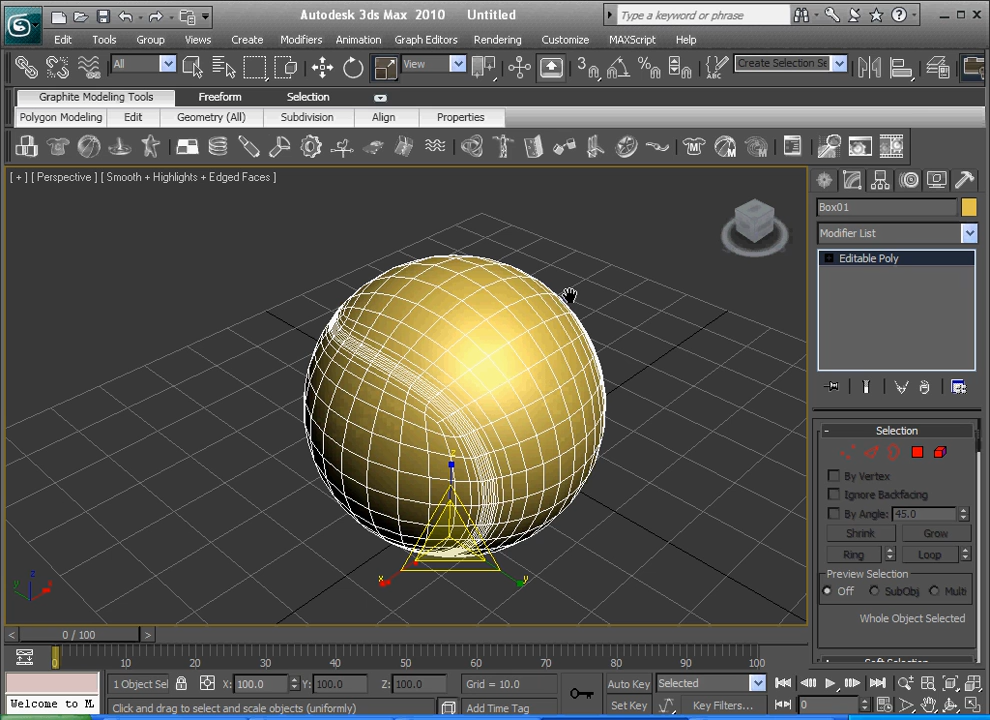 Autodesk 3ds Max 2010 Untitled
Type a keyword or phrase
Edit Tools Group Views Create Modifiers Animation Graph Editors Rendering Customize MAXScript Help
All View 3 Create Selection Se
Graphite Modeling Tools Freeform Selection
Polygon Modeling Edit Geometry (All) Subdivision Align Properties
[ + ] [ Perspective ] [ Smooth + Highlights + Edged Faces ]
Box01
Modifier List
Editable Poly
- Selection
By Vertex
Ignore Backfacing
By Angle: 45.0
Shrink Grow
Ring Loop
Preview Selection
Off SubObj Multi
Whole Object Selected
z
x y
z
y x
< 0 / 100 >
0 10 20 30 40 50 60 70 80 90 100
1 Object Sel X: 100.0 Y: 100.0 Z: 100.0 Grid = 10.0 Auto Key Selected
Welcome to M Click and drag to select and scale objects (uniformly) Add Time Tag Set Key Key Filters... 0